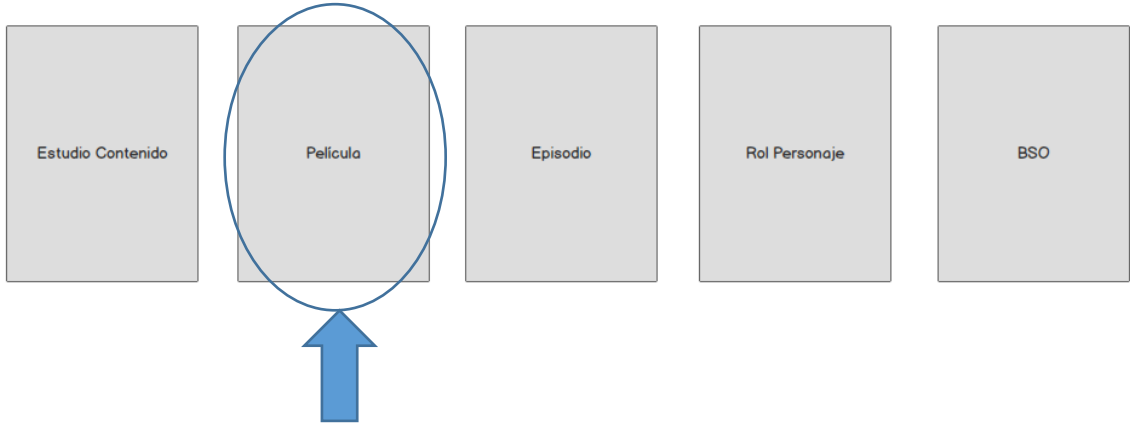 Estudio Contenido
Película
Episodio
Rol Personaje
BSO